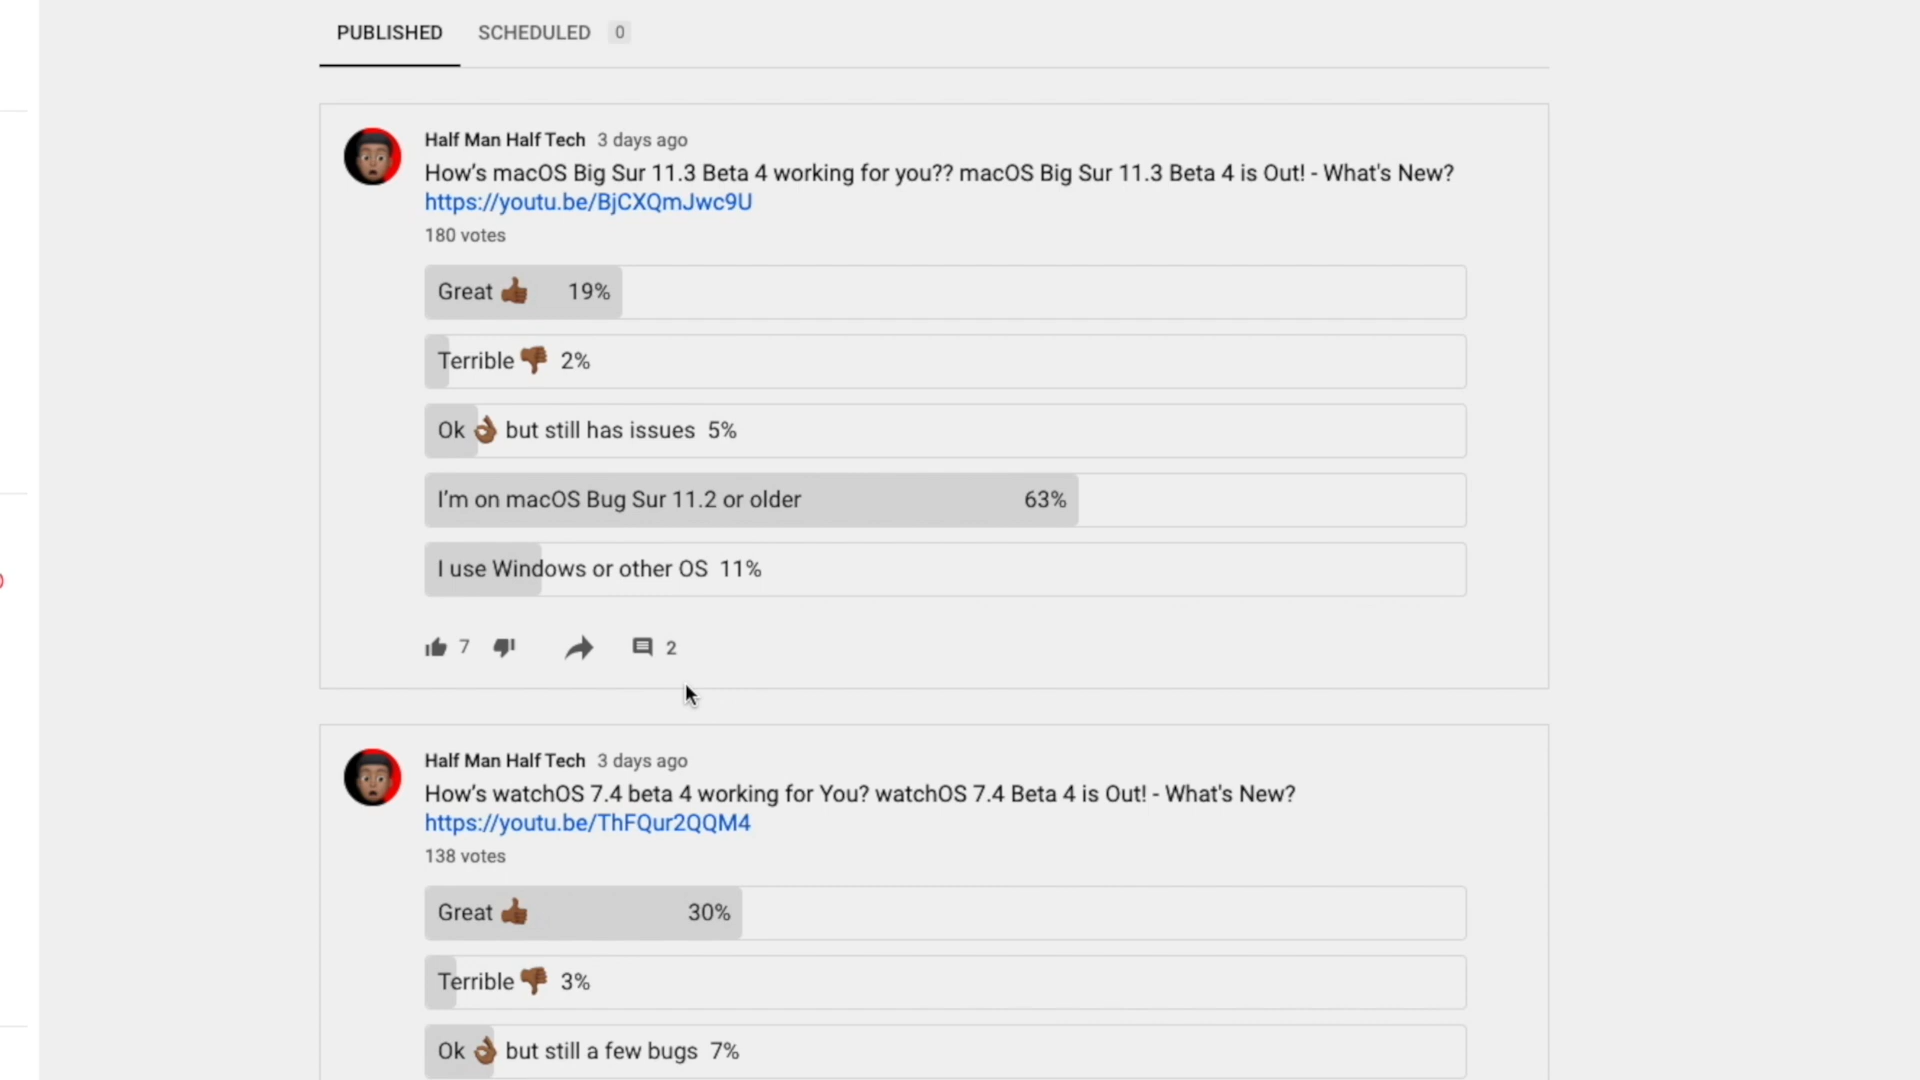 PUBLISHED SCHEDULED 0
Half Man Half Tech 3 days ago
How's macOS Big Sur 11.3 Beta 4 working for you?? macOS Big Sur 11.3 Beta 4 is Out! - What's New?
https://youtu.be/BjCXQmJwc9U
180 votes
Great 👍🏾 19%
Terrible 👎🏾 2%
Ok 👌🏾 but still has issues 5%
I'm on macOS Bug Sur 11.2 or older 63%
I use Windows or other OS 11%
7 2
Half Man Half Tech 3 days ago
How's watchOS 7.4 beta 4 working for You? watchOS 7.4 Beta 4 is Out! - What's New?
https://youtu.be/ThFQur2QQM4
138 votes
Great 👍🏾 30%
Terrible 👎🏾 3%
Ok 👌🏾 but still a few bugs 7%